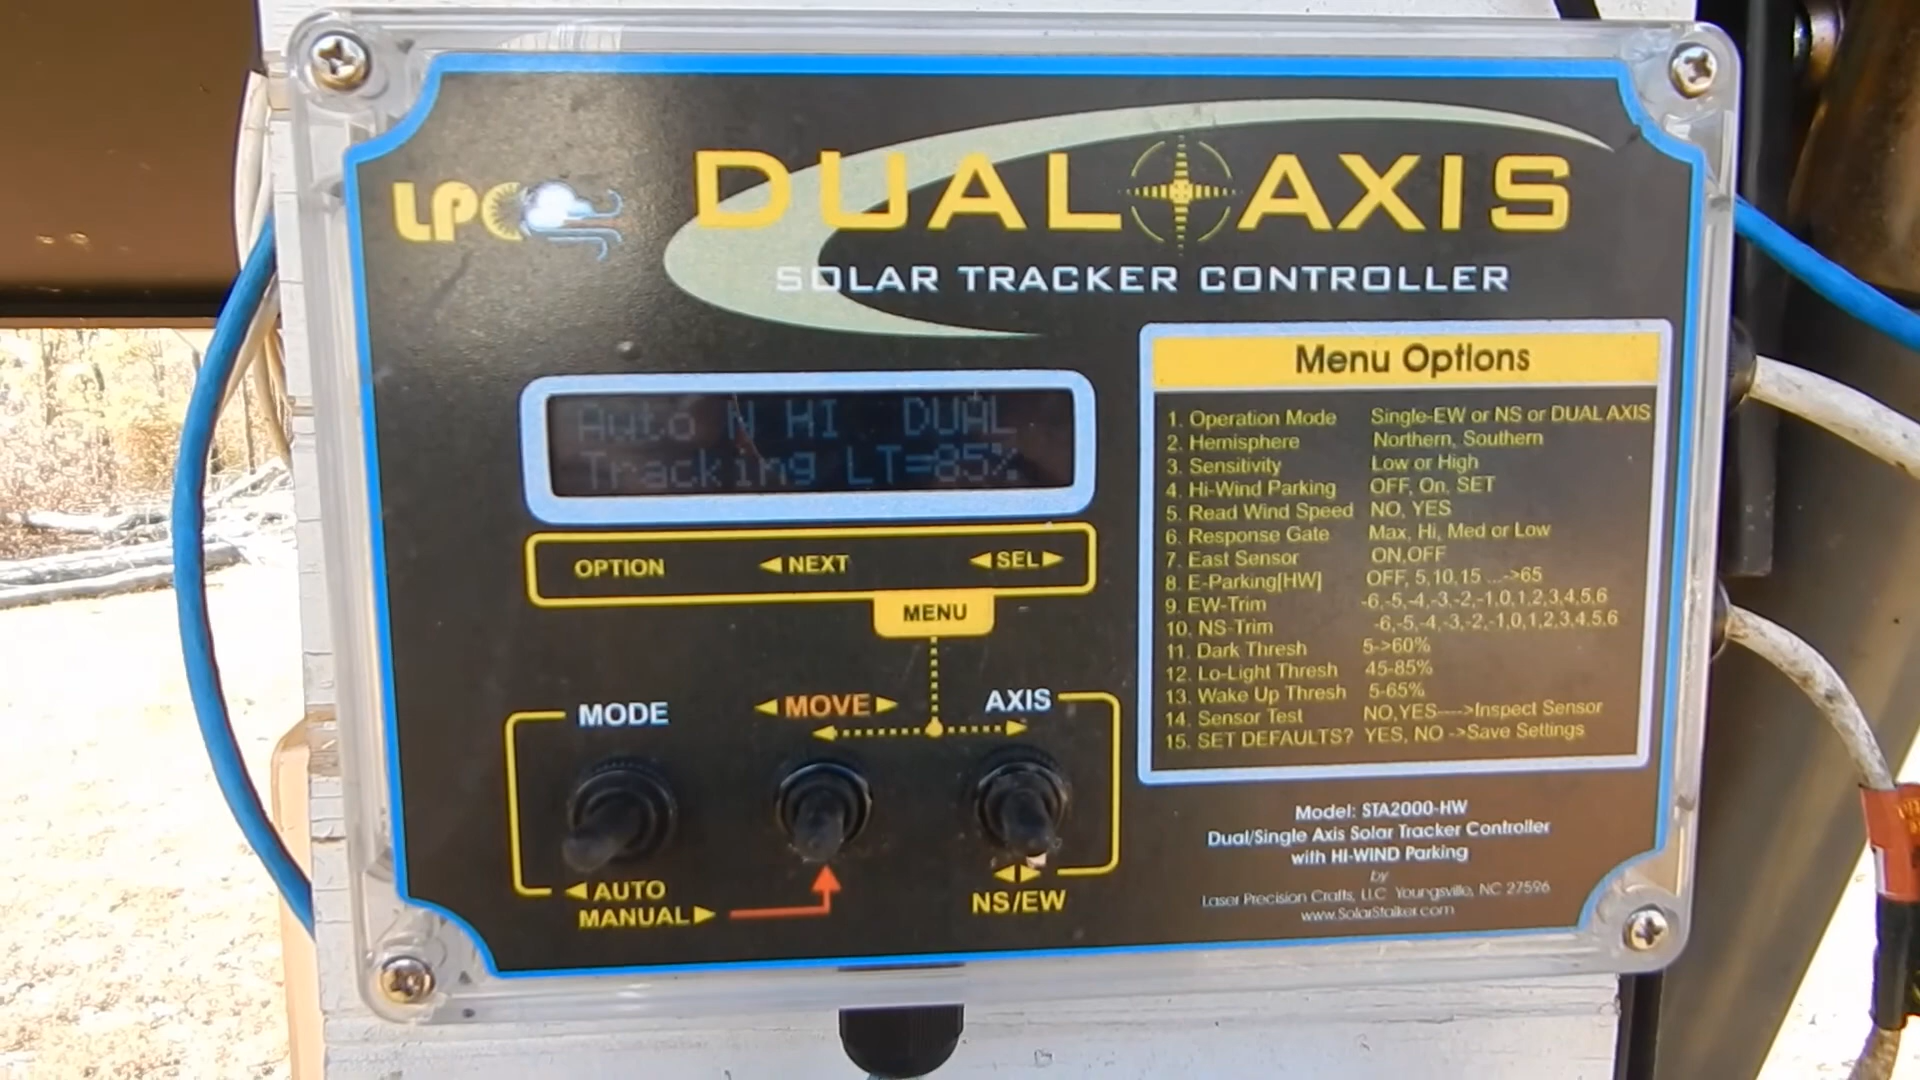 LPC
DUAL AXIS
SOLAR TRACKER CONTROLLER
Auto N HI DUAL
Tracking LT=85%
OPTION ◄NEXT ◄SEL►
MENU
MODE ◄MOVE► AXIS
◄AUTO
MANUAL►
◄►
NS/EW
Menu Options
1. Operation Mode Single-EW or NS or DUAL AXIS
2. Hemisphere Northern, Southern
3. Sensitivity Low or High
4. Hi-Wind Parking OFF, On, SET
5. Read Wind Speed NO, YES
6. Response Gate Max, Hi, Med or Low
7. East Sensor ON,OFF
8. E-Parking[HW] OFF, 5,10,15 ...->65
9. EW-Trim -6,-5,-4,-3,-2,-1,0,1,2,3,4,5,6
10. NS-Trim -6,-5,-4,-3,-2,-1,0,1,2,3,4,5,6
11. Dark Thresh 5->60%
12. Lo-Light Thresh 45-85%
13. Wake Up Thresh 5-65%
14. Sensor Test NO,YES---->Inspect Sensor
15. SET DEFAULTS? YES, NO ->Save Settings
Model: STA2000-HW
Dual/Single Axis Solar Tracker Controller
with HI-WIND Parking
by
Laser Precision Crafts, LLC Youngsville, NC 27596
www.SolarStalker.com